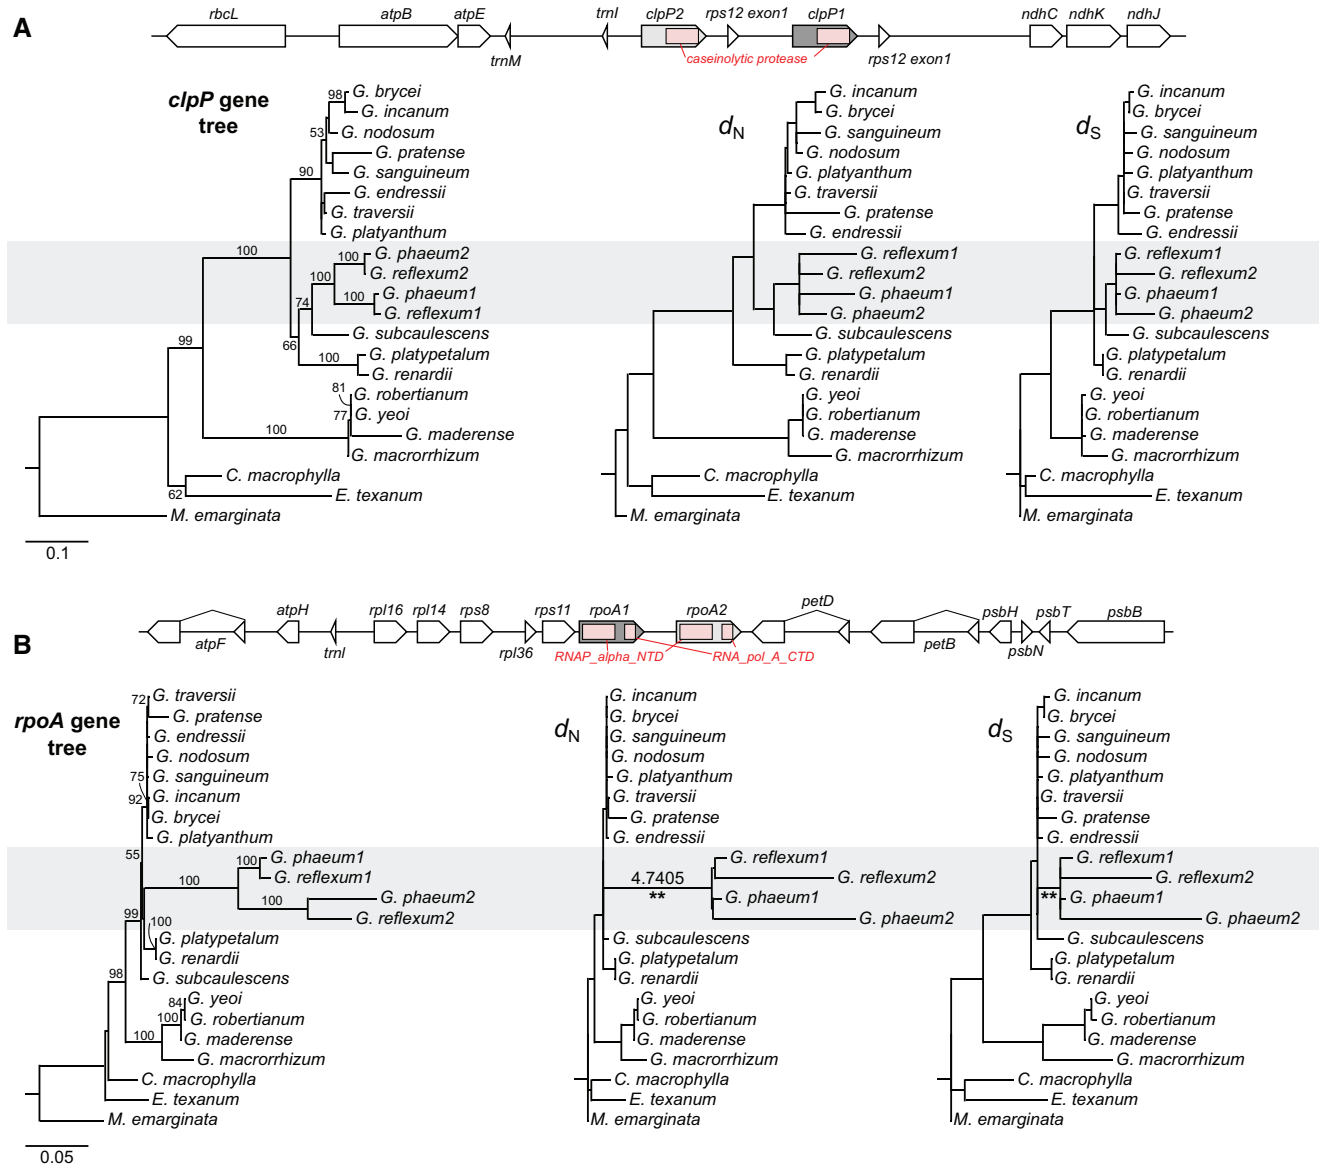 A
rbcL atpB atpE trnM trnI clpP2 rps12 exon1 clpP1 rps12 exon1 ndhC ndhK ndhJ
caseinolytic protease
clpP gene
tree
98 G. brycei
G. incanum
53 G. nodosum
G. pratense
G. sanguineum
90 G. endressii
G. traversii
G. platyanthum
100 100 G. phaeum2
G. reflexum2
100 100 G. phaeum1
74 G. reflexum1
G. subcaulescens
99 66 100 G. platypetalum
G. renardii
81 G. robertianum
77 G. yeoi
100 G. maderense
G. macrorrhizum
C. macrophylla
62 E. texanum
M. emarginata
0.1
dN
G. incanum
G. brycei
G. sanguineum
G. nodosum
G. platyanthum
G. traversii
G. pratense
G. endressii
G. reflexum1
G. reflexum2
G. phaeum1
G. phaeum2
G. subcaulescens
G. platypetalum
G. renardii
G. yeoi
G. robertianum
G. maderense
G. macrorrhizum
C. macrophylla
E. texanum
M. emarginata
dS
G. incanum
G. brycei
G. sanguineum
G. nodosum
G. platyanthum
G. traversii
G. pratense
G. endressii
G. reflexum1
G. reflexum2
G. phaeum1
G. phaeum2
G. subcaulescens
G. platypetalum
G. renardii
G. yeoi
G. robertianum
G. maderense
G. macrorrhizum
C. macrophylla
E. texanum
M. emarginata
B
atpF atpH trnI rpl16 rpl14 rps8 rpl36 rps11 rpoA1 rpoA2 petD petB psbH psbN psbT psbB
RNAP_alpha_NTD RNA_pol_A_CTD
rpoA gene
tree
72 G. traversii
G. pratense
G. endressii
G. nodosum
75 G. sanguineum
92 G. incanum
G. brycei
G. platyanthum
55 100 G. phaeum1
100 G. reflexum1
100 G. phaeum2
99 G. reflexum2
100 G. platypetalum
G. renardii
98 G. subcaulescens
84 G. yeoi
100 G. robertianum
100 G. maderense
G. macrorrhizum
C. macrophylla
E. texanum
M. emarginata
0.05
dN
G. incanum
G. brycei
G. sanguineum
G. nodosum
G. platyanthum
G. traversii
G. pratense
G. endressii
G. reflexum1
4.7405 G. reflexum2
** G. phaeum1
G. phaeum2
G. subcaulescens
G. platypetalum
G. renardii
G. yeoi
G. robertianum
G. maderense
G. macrorrhizum
C. macrophylla
E. texanum
M. emarginata
dS
G. incanum
G. brycei
G. sanguineum
G. nodosum
G. platyanthum
G. traversii
G. pratense
G. endressii
G. reflexum1
G. reflexum2
** G. phaeum1
G. phaeum2
G. subcaulescens
G. platypetalum
G. renardii
G. yeoi
G. robertianum
G. maderense
G. macrorrhizum
C. macrophylla
E. texanum
M. emarginata